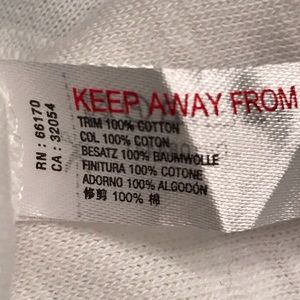 KEEP AWAY FROM
TRIM 100% COTTON
COL 100% COTON
BESATZ 100% BAUMWOLLE
FINITURA 100% COTONE
ADORNO 100% ALGODÓN
修剪 100% 棉
RN : 66170
CA : 32054